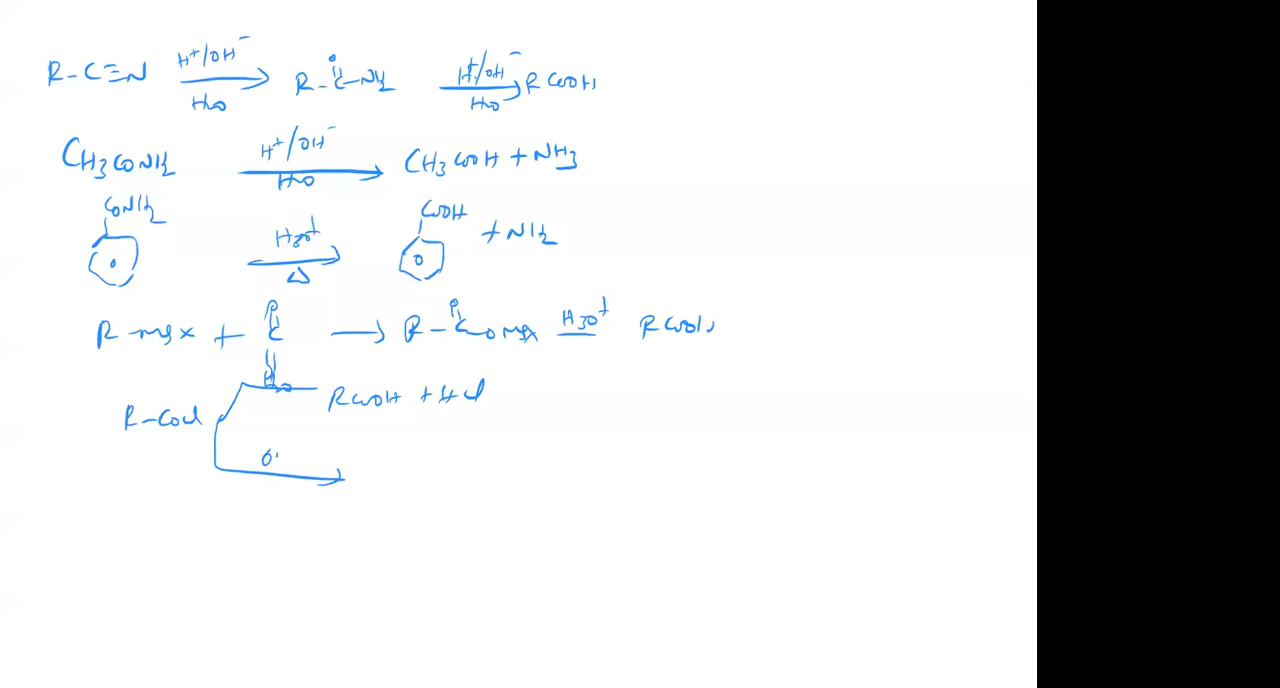 R-C≡N H⁺/OH⁻ H₂O R-C(=O)-NH₂ H⁺/OH⁻ H₂O RCOOH
CH3CONH₂ H⁺/OH⁻ H₂O CH3COOH + NH3
CONH₂ H3O⁺ Δ COOH + NH₃
R-mgx + O=C=O → R-C(=O)-Omgx H3O⁺ RCOOH
R-COCl H₂O RCOOH + HCl